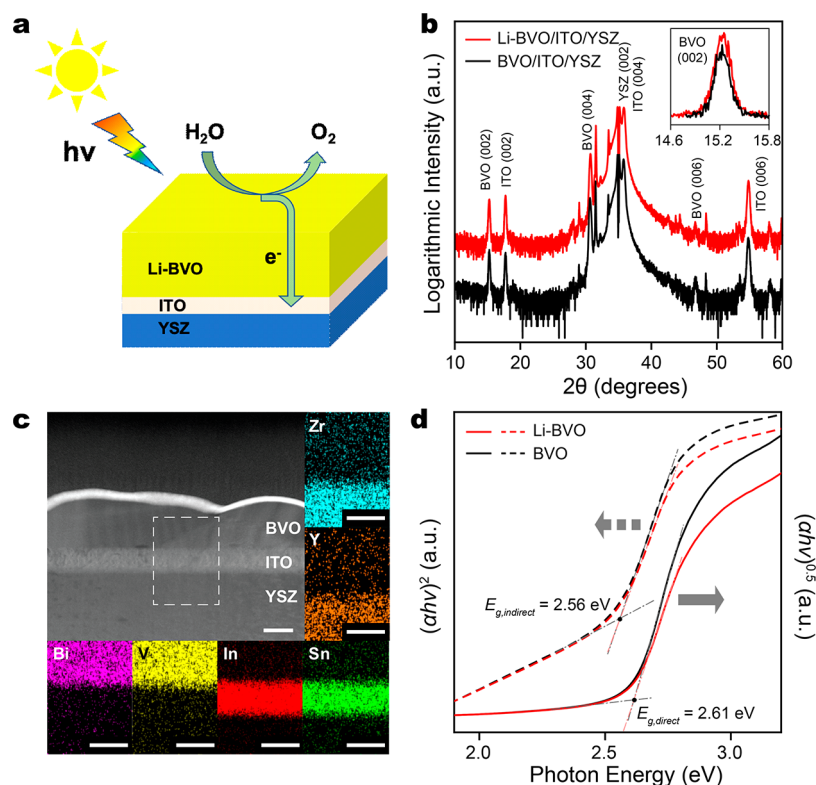 a
hν
H₂O
O₂
e⁻
Li-BVO
ITO
YSZ
b
Li-BVO/ITO/YSZ
BVO/ITO/YSZ
BVO
(002)
14.6 15.2 15.8
BVO (002)
ITO (002)
BVO (004)
YSZ (002)
ITO (004)
BVO (006)
ITO (006)
Logarithmic Intensity (a.u.)
10 20 30 40 50 60
2θ (degrees)
c
BVO
ITO
YSZ
Zr
Y
Bi
V
In
Sn
d
Li-BVO
BVO
(αhν)² (a.u.)
(αhν)^0.5 (a.u.)
E g,indirect = 2.56 eV
E g,direct = 2.61 eV
2.0 2.5 3.0
Photon Energy (eV)